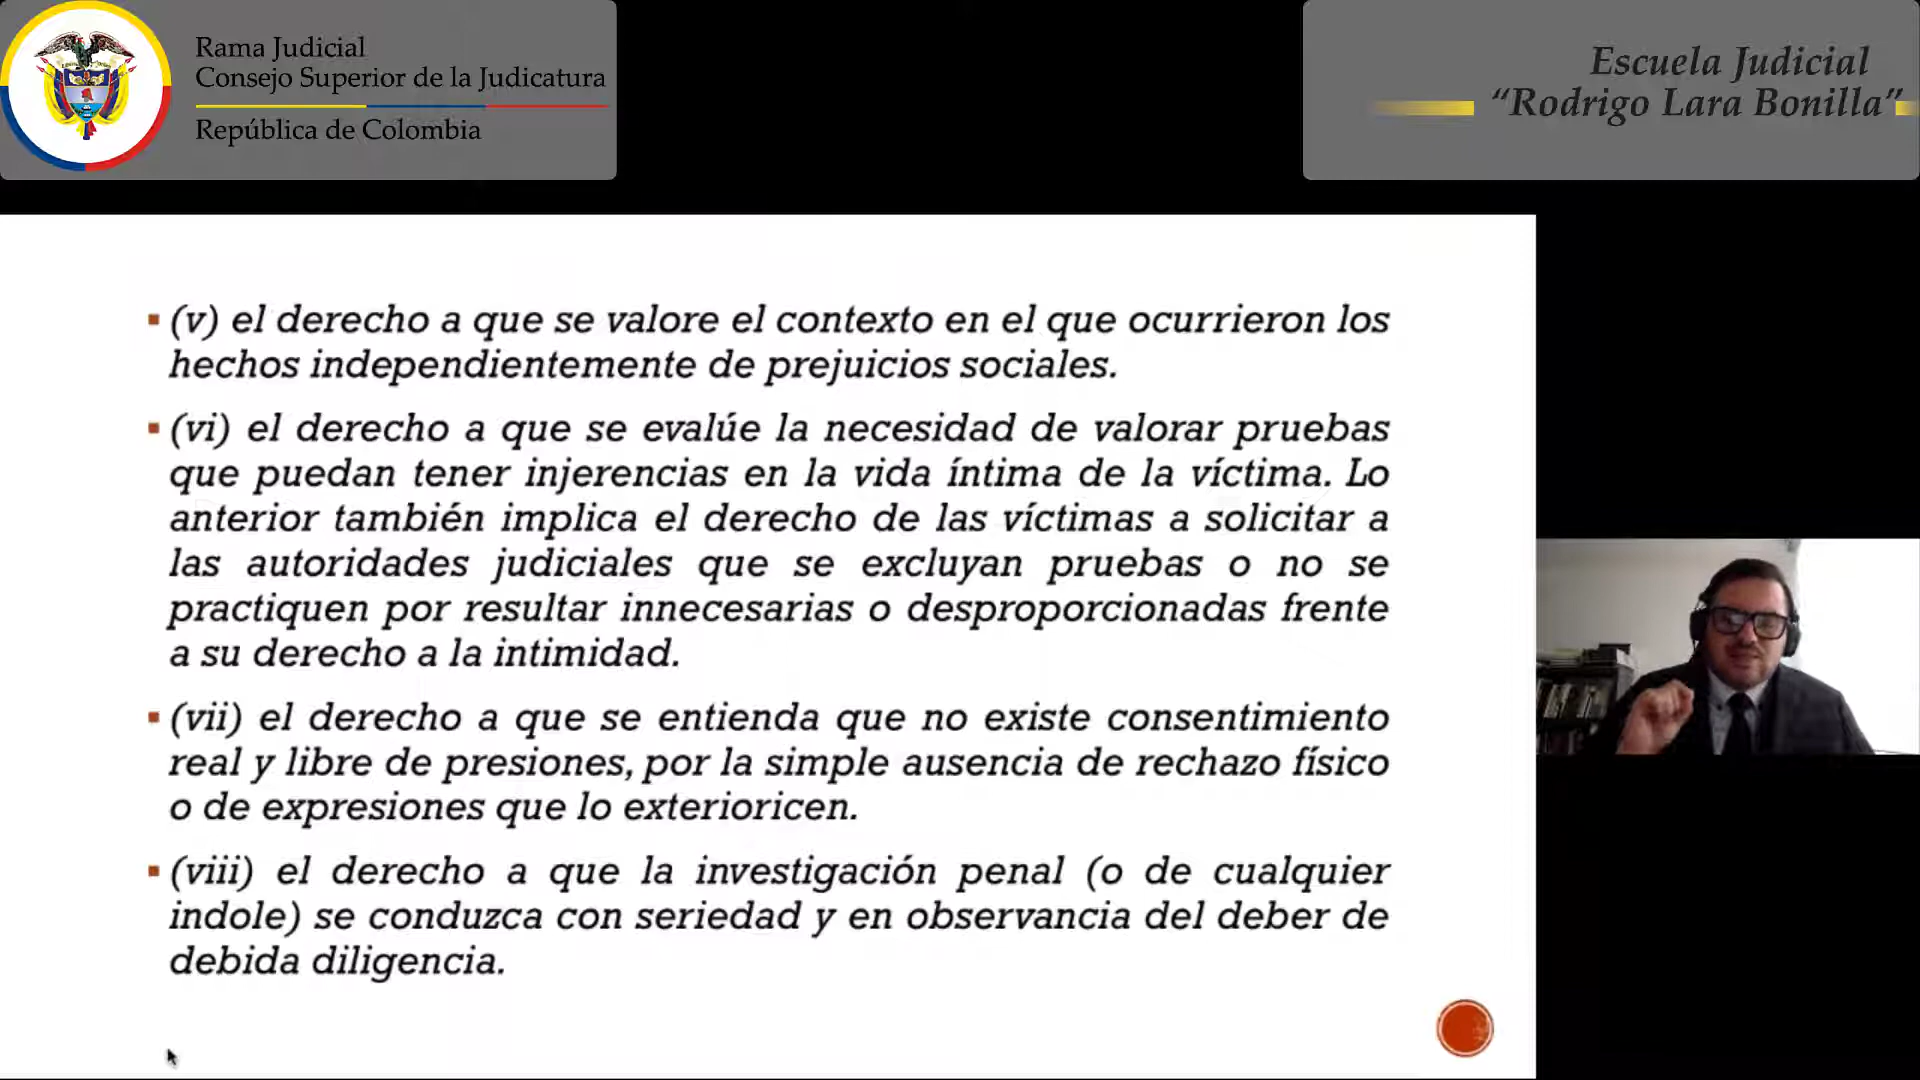 Rama Judicial
Consejo Superior de la Judicatura
República de Colombia
Escuela Judicial
“Rodrigo Lara Bonilla”
(v) el derecho a que se valore el contexto en el que ocurrieron los
hechos independientemente de prejuicios sociales.
(vi) el derecho a que se evalúe la necesidad de valorar pruebas
que puedan tener injerencias en la vida íntima de la víctima. Lo
anterior también implica el derecho de las víctimas a solicitar a
las autoridades judiciales que se excluyan pruebas o no se
practiquen por resultar innecesarias o desproporcionadas frente
a su derecho a la intimidad.
(vii) el derecho a que se entienda que no existe consentimiento
real y libre de presiones, por la simple ausencia de rechazo físico
o de expresiones que lo exterioricen.
(viii) el derecho a que la investigación penal (o de cualquier
indole) se conduzca con seriedad y en observancia del deber de
debida diligencia.